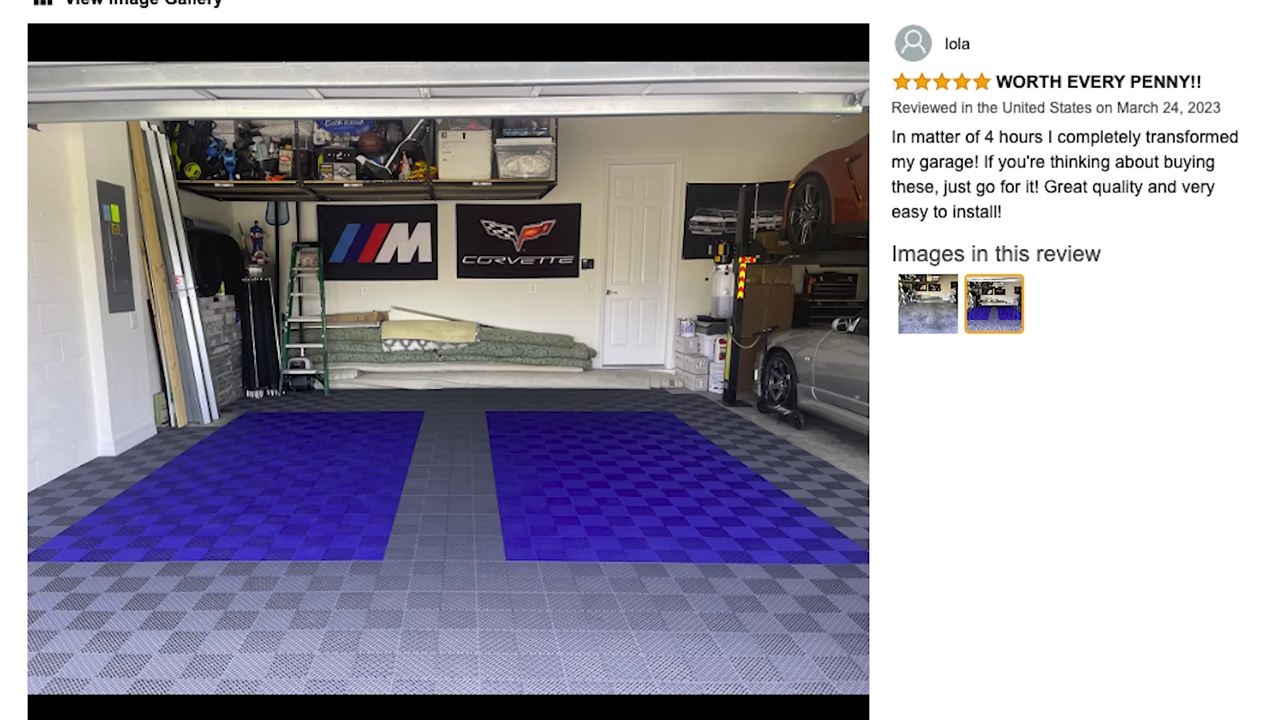 View Image Gallery
lola
WORTH EVERY PENNY!!
Reviewed in the United States on March 24, 2023
In matter of 4 hours I completely transformed
my garage! If you're thinking about buying
these, just go for it! Great quality and very
easy to install!
Images in this review
M
CORVETTE